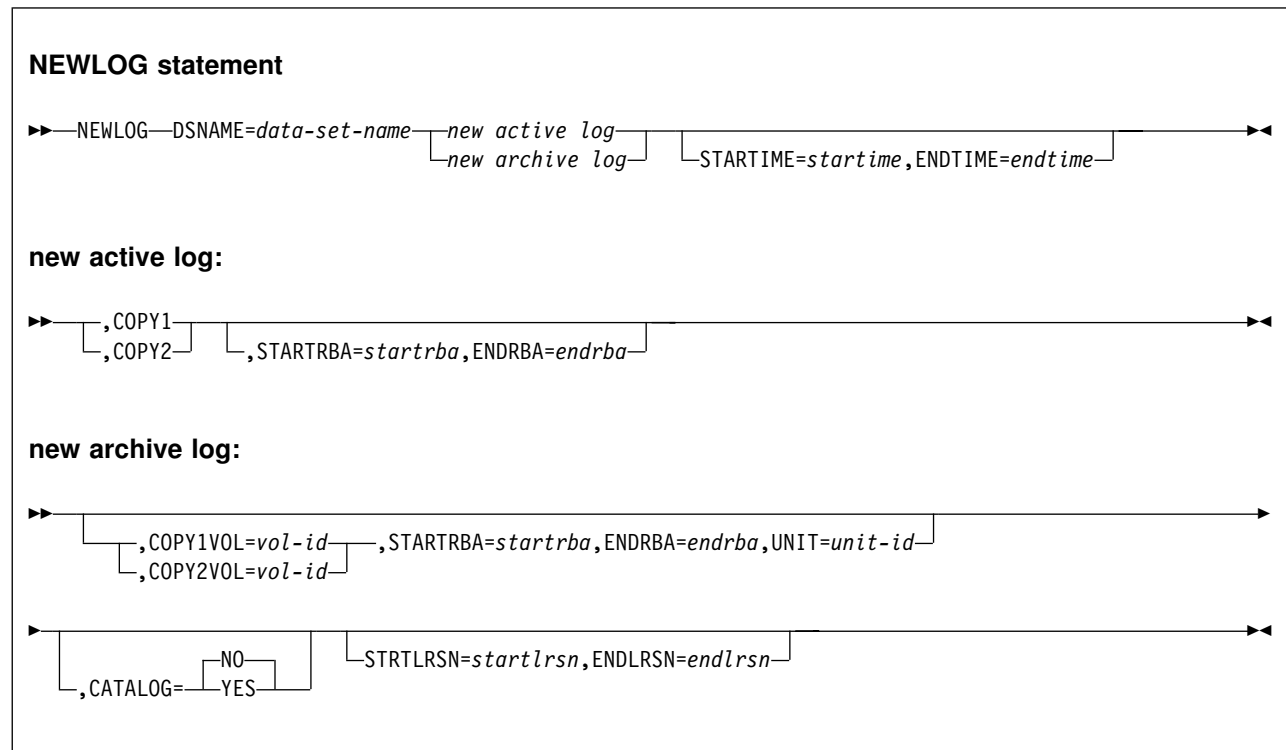 NEWLOG statement
NEWLOG DSNAME=data-set-name new active log
new archive log STARTIME=startime,ENDTIME=endtime
new active log:
,COPY1
,COPY2 ,STARTRBA=startrba,ENDRBA=endrba
new archive log:
,COPY1VOL=vol-id ,STARTRBA=startrba,ENDRBA=endrba,UNIT=unit-id
,COPY2VOL=vol-id
NO STRTLRSN=startlrsn,ENDLRSN=endlrsn
,CATALOG= YES